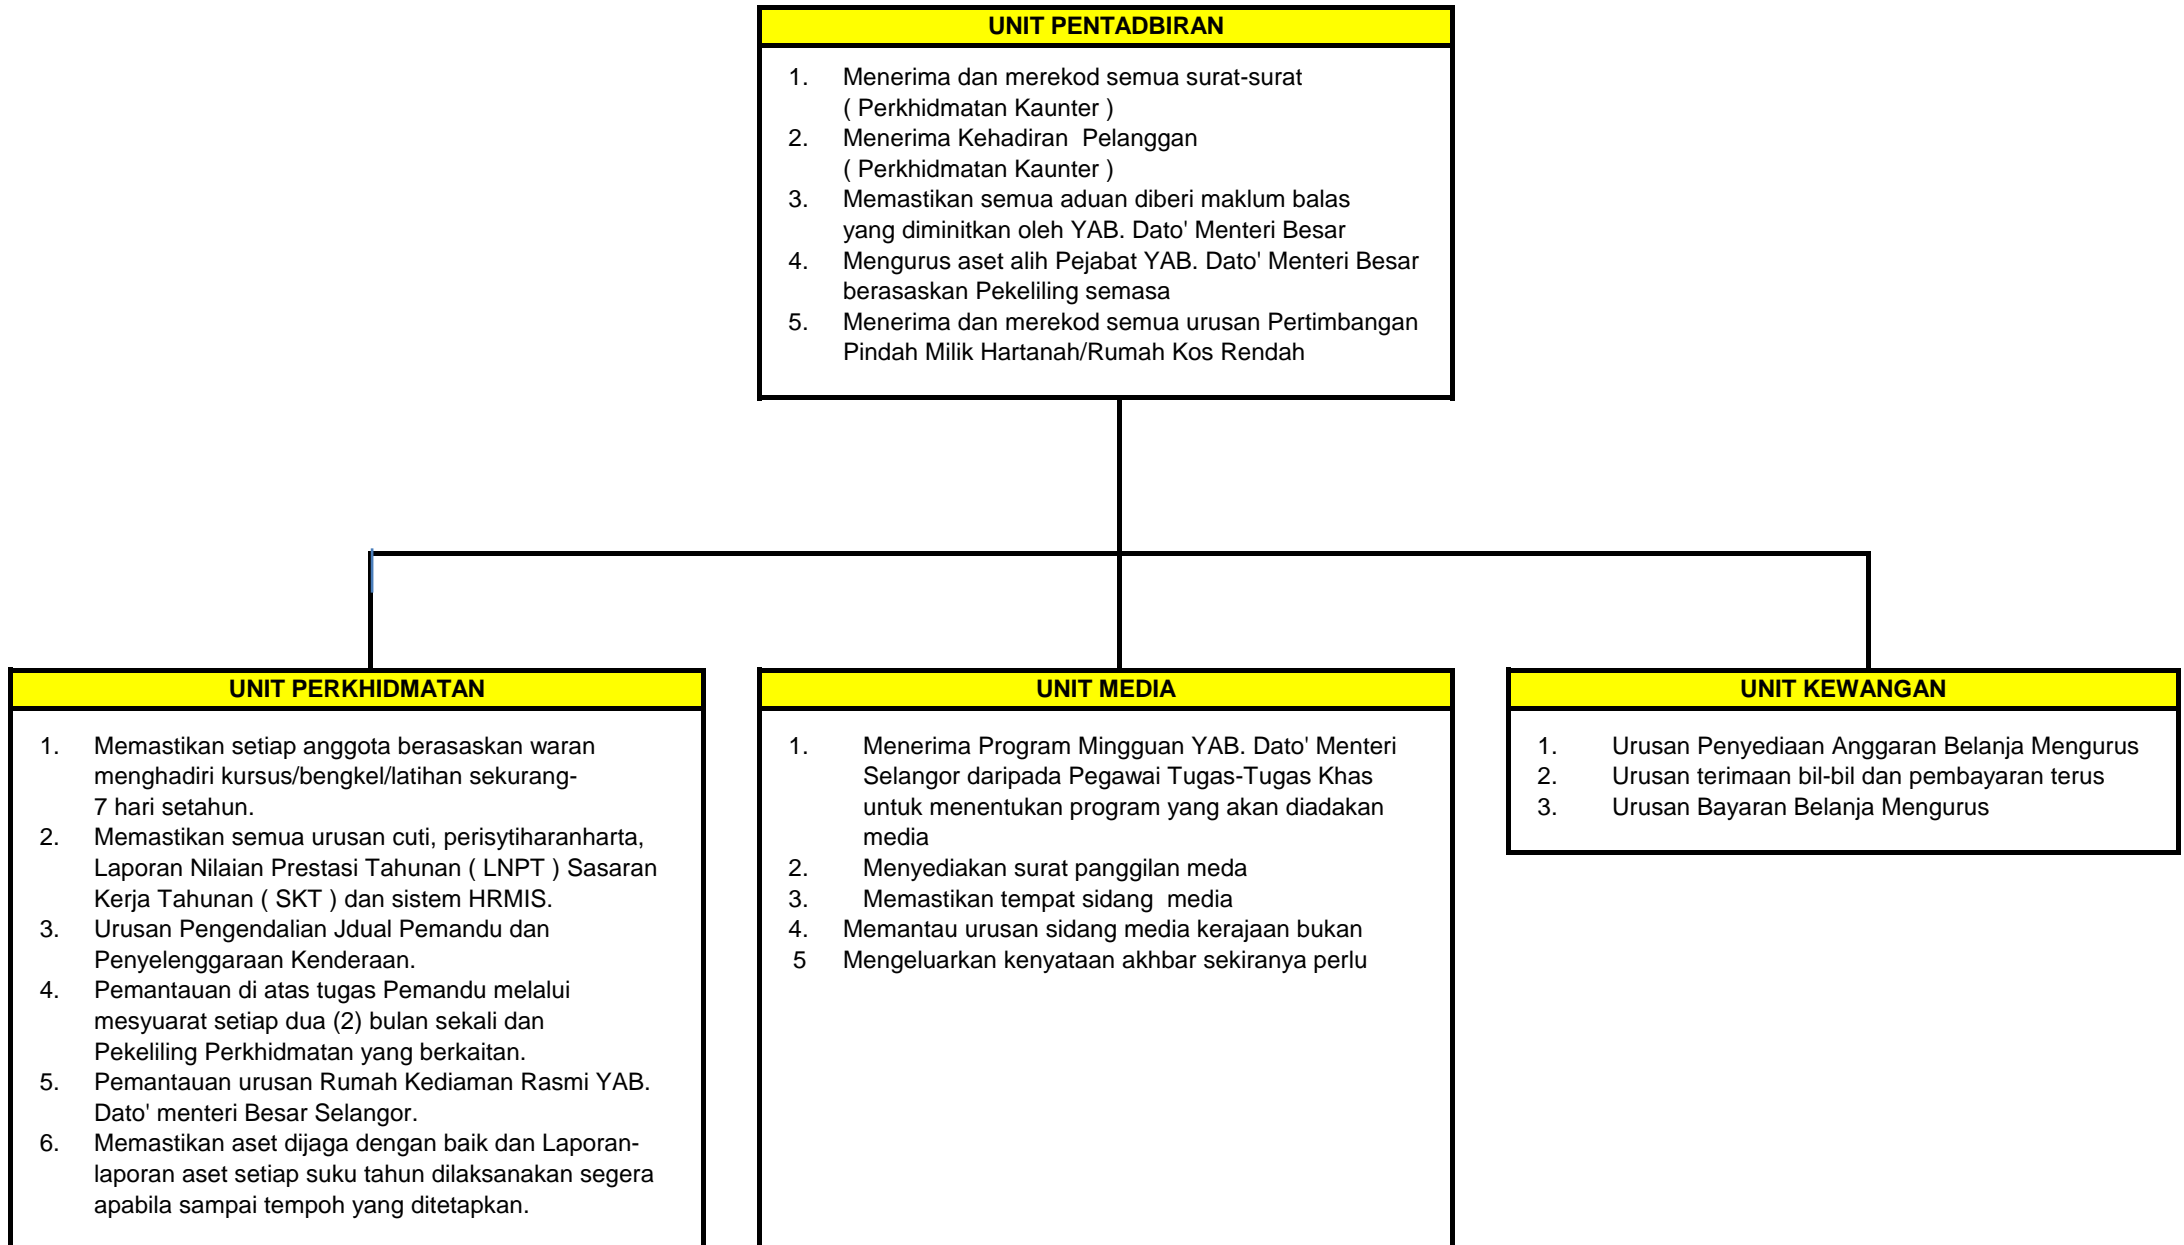 UNIT PENTADBIRAN
1. Menerima dan merekod semua surat-surat
( Perkhidmatan Kaunter )
2. Menerima Kehadiran  Pelanggan
( Perkhidmatan Kaunter )
3. Memastikan semua aduan diberi maklum balas
yang diminitkan oleh YAB. Dato' Menteri Besar
4. Mengurus aset alih Pejabat YAB. Dato' Menteri Besar
berasaskan Pekeliling semasa
5. Menerima dan merekod semua urusan Pertimbangan
Pindah Milik Hartanah/Rumah Kos Rendah
UNIT PERKHIDMATAN
1. Memastikan setiap anggota berasaskan waran
menghadiri kursus/bengkel/latihan sekurang-
7 hari setahun.
2. Memastikan semua urusan cuti, perisytiharanharta,
Laporan Nilaian Prestasi Tahunan ( LNPT ) Sasaran
Kerja Tahunan ( SKT ) dan sistem HRMIS.
3. Urusan Pengendalian Jdual Pemandu dan
Penyelenggaraan Kenderaan.
4. Pemantauan di atas tugas Pemandu melalui
mesyuarat setiap dua (2) bulan sekali dan
Pekeliling Perkhidmatan yang berkaitan.
5. Pemantauan urusan Rumah Kediaman Rasmi YAB.
Dato' menteri Besar Selangor.
6. Memastikan aset dijaga dengan baik dan Laporan-
laporan aset setiap suku tahun dilaksanakan segera
apabila sampai tempoh yang ditetapkan.
UNIT MEDIA
1. Menerima Program Mingguan YAB. Dato' Menteri
Selangor daripada Pegawai Tugas-Tugas Khas
untuk menentukan program yang akan diadakan
media
2. Menyediakan surat panggilan meda
3. Memastikan tempat sidang  media
4. Memantau urusan sidang media kerajaan bukan
5 Mengeluarkan kenyataan akhbar sekiranya perlu
UNIT KEWANGAN
1. Urusan Penyediaan Anggaran Belanja Mengurus
2. Urusan terimaan bil-bil dan pembayaran terus
3. Urusan Bayaran Belanja Mengurus